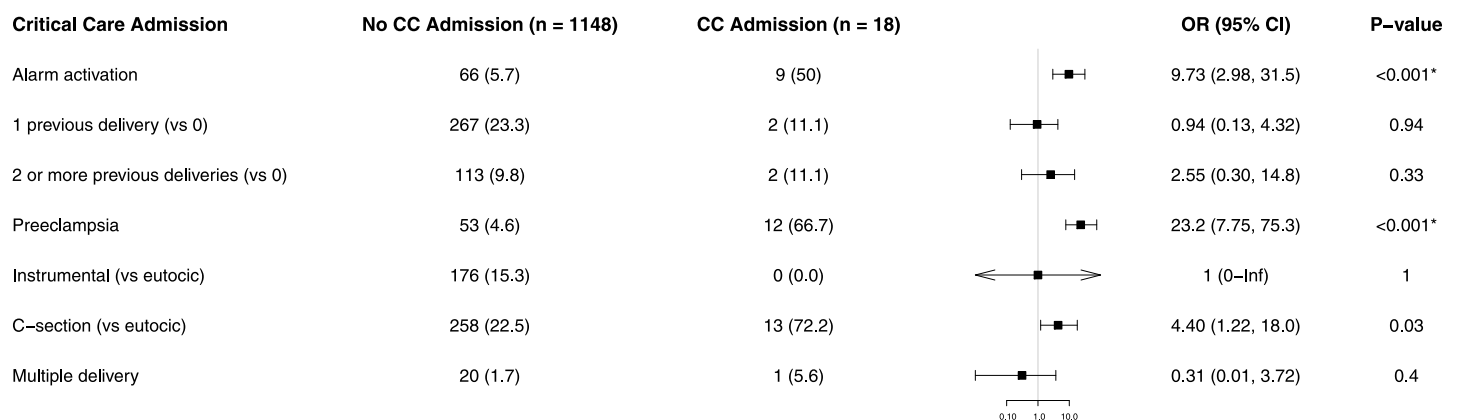 Critical Care Admission No CC Admission (n = 1148) CC Admission (n = 18) OR (95% CI) P−value
Alarm activation 66 (5.7) 9 (50) 9.73 (2.98, 31.5) <0.001*
1 previous delivery (vs 0) 267 (23.3) 2 (11.1) 0.94 (0.13, 4.32) 0.94
2 or more previous deliveries (vs 0) 113 (9.8) 2 (11.1) 2.55 (0.30, 14.8) 0.33
Preeclampsia 53 (4.6) 12 (66.7) 23.2 (7.75, 75.3) <0.001*
Instrumental (vs eutocic) 176 (15.3) 0 (0.0) 1 (0−Inf) 1
C−section (vs eutocic) 258 (22.5) 13 (72.2) 4.40 (1.22, 18.0) 0.03
Multiple delivery 20 (1.7) 1 (5.6) 0.31 (0.01, 3.72) 0.4
0.10 1.0 10.0